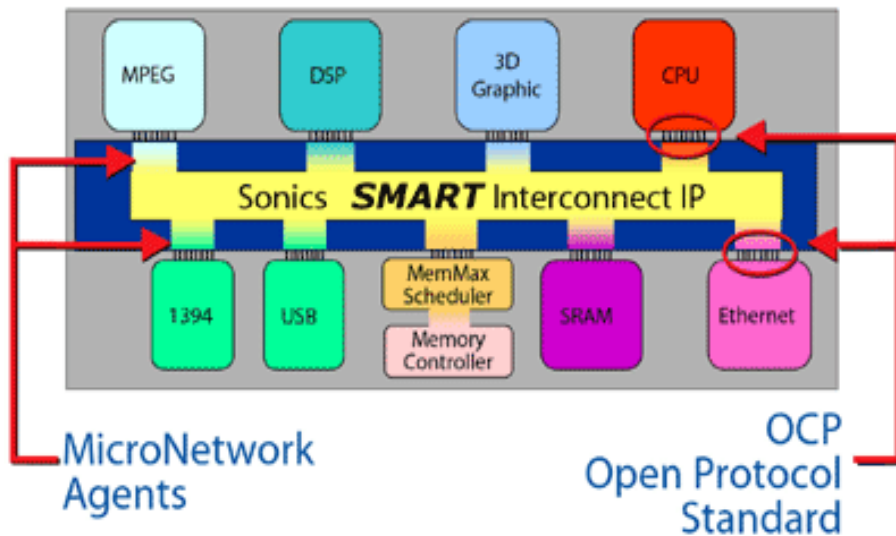 MPEG
DSP
3D
Graphic
CPU
Sonics SMART Interconnect IP
1394
USB
MemMax
Scheduler
Memory
Controller
SRAM
Ethernet
MicroNetwork
Agents
OCP
Open Protocol
Standard